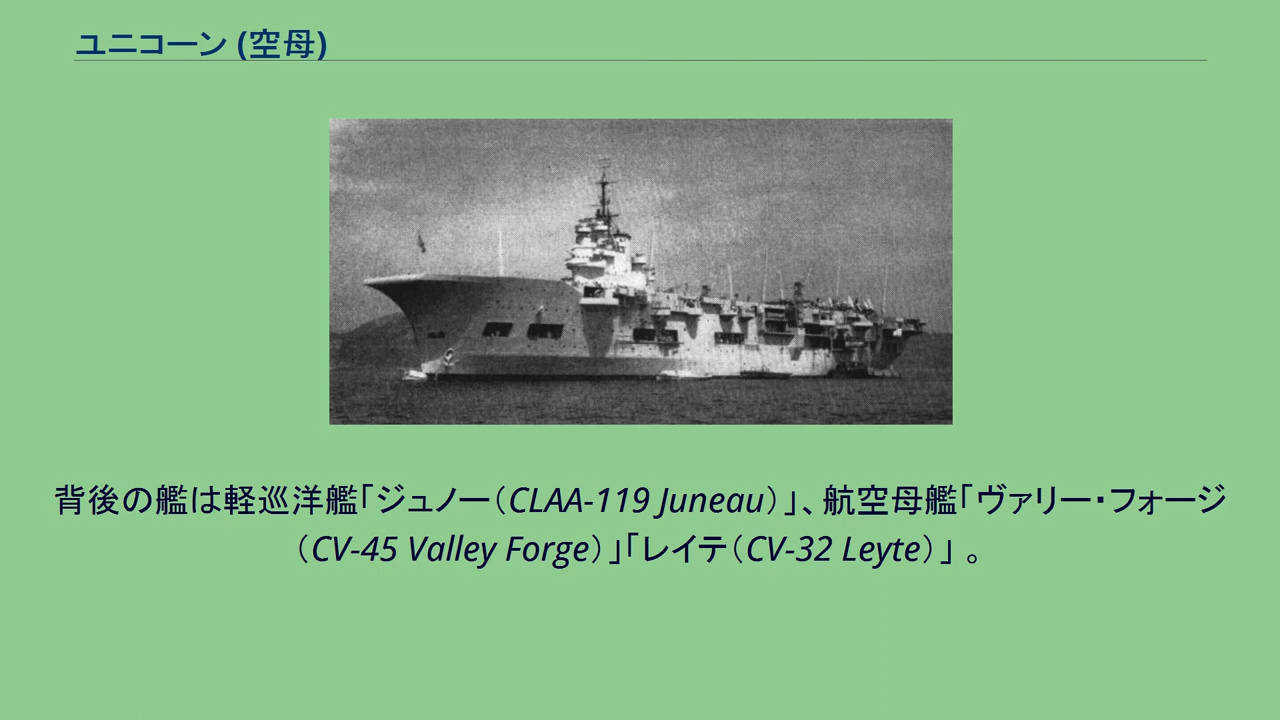 ユニコーン (空母)
背後の艦は軽巡洋艦「ジュノー（CLAA-119 Juneau）」、航空母艦「ヴァリー・フォージ
（CV-45 Valley Forge）」「レイテ（CV-32 Leyte）」 。